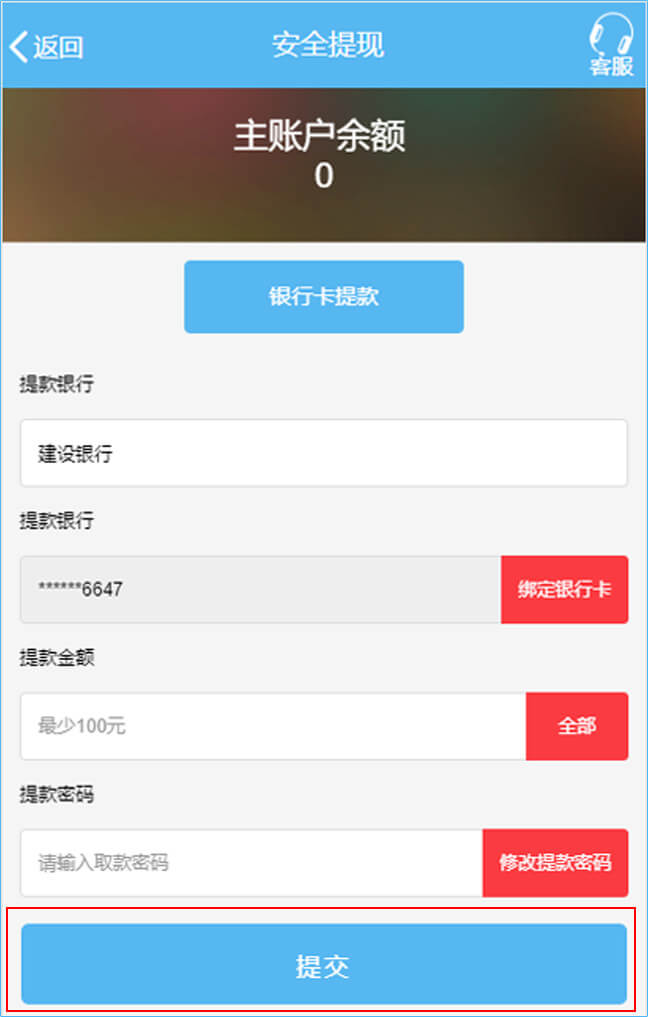 返回
安全提现
客服
主账户余额
0
银行卡提款
提款银行
建设银行
提款银行
******6647
绑定银行卡
提款金额
最少100元
全部
提款密码
请输入取款密码
修改提款密码
提交